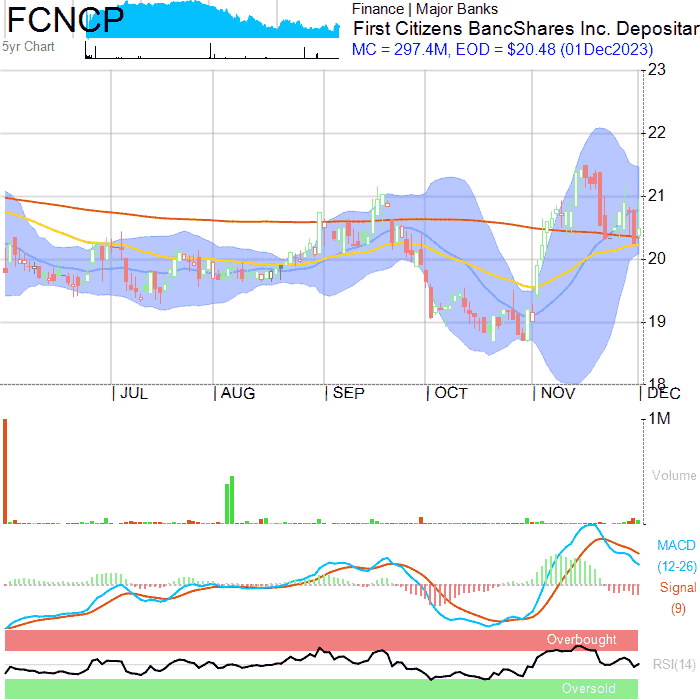 FCNCP
Finance | Major Banks
First Citizens BancShares Inc. Depositar
5yr Chart
MC = 297.4M, EOD = $20.48 (01Dec2023)
23
22
21
20
19
18
JUL AUG SEP OCT NOV DEC
1M
Volume
MACD
(12-26)
Signal
(9)
Overbought
RSI(14)
Oversold